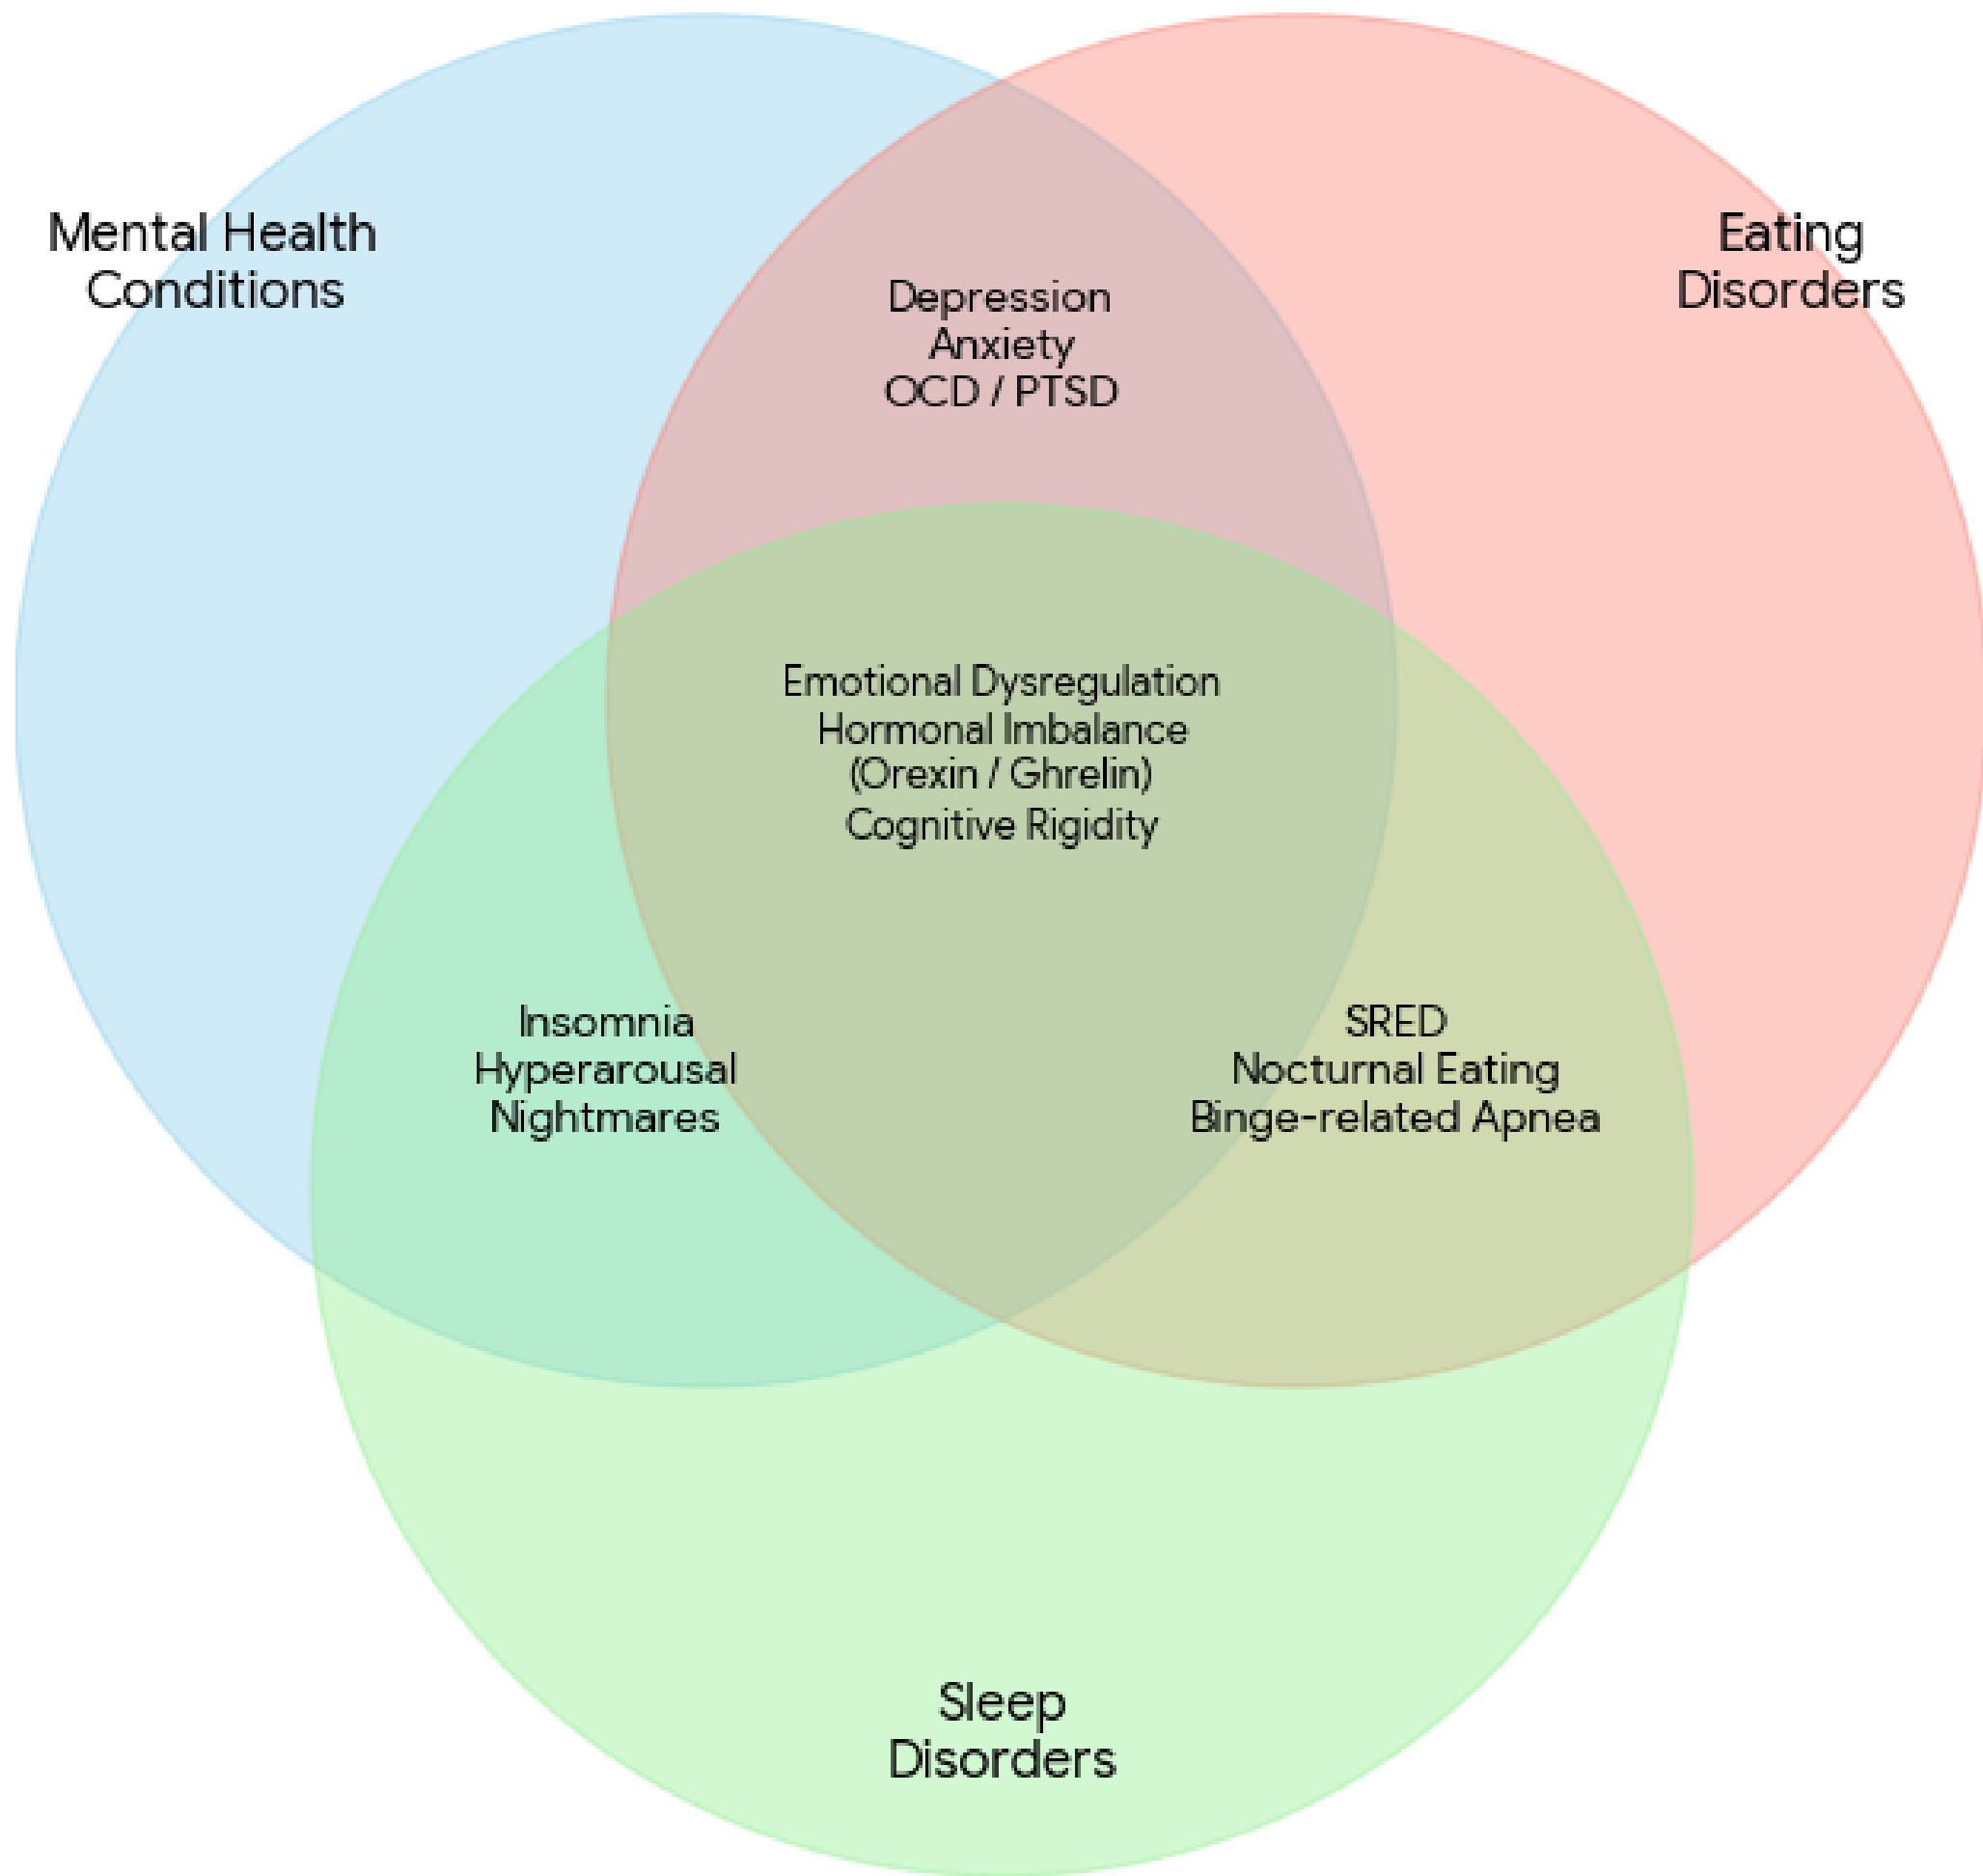 Mental Health
Conditions
Eating
Disorders
Depression
Anxiety
OCD / PTSD
Emotional Dysregulation
Hormonal Imbalance
(Orexin / Ghrelin)
Cognitive Rigidity
Insomnia
Hyperarousal
Nightmares
SRED
Nocturnal Eating
Binge-related Apnea
Sleep
Disorders